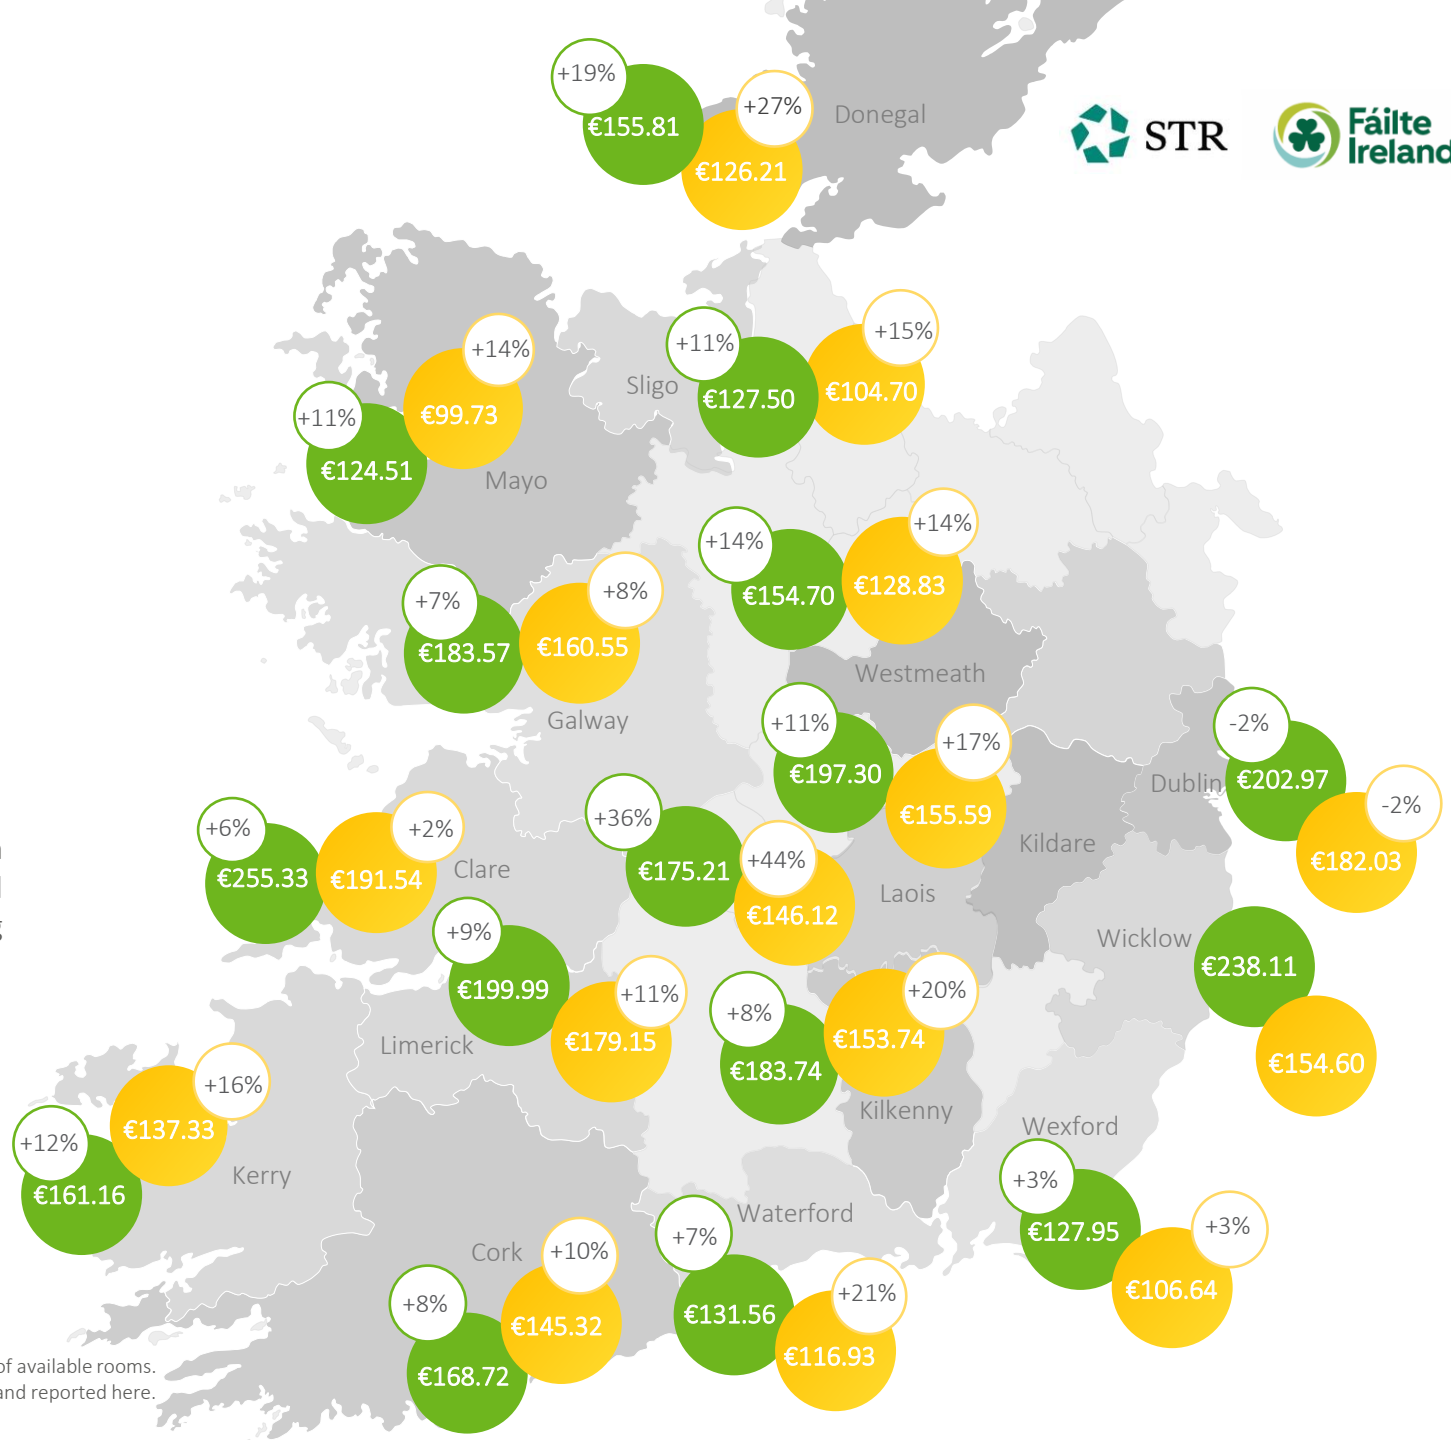 +19%
€155.81
+27%
€126.21
Donegal
STR
Fáilte
Ireland
+14%
€99.73
+11%
€124.51
Mayo
Sligo
+11%
€127.50
+15%
€104.70
+14%
€154.70
+14%
€128.83
Westmeath
+7%
€183.57
+8%
€160.55
Galway
+11%
€197.30
+17%
€155.59
Kildare
Dublin
-2%
€202.97
-2%
€182.03
+6%
€255.33
+2%
€191.54
Clare
+36%
€175.21
+44%
€146.12
Laois
+9%
€199.99
+11%
€179.15
Limerick
Wicklow
€238.11
€154.60
+8%
€183.74
+20%
€153.74
Kilkenny
+16%
€137.33
+12%
€161.16
Kerry
Wexford
+3%
€127.95
+3%
€106.64
Waterford
+7%
€131.56
+21%
€116.93
Cork
+10%
€145.32
+8%
€168.72
of available rooms.
and reported here.